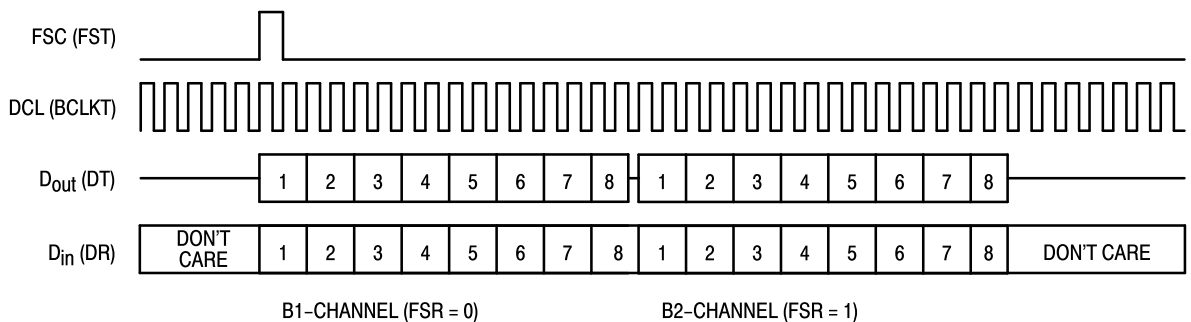 FSC (FST)
DCL (BCLKT)
Dout (DT) 1 2 3 4 5 6 7 8 1 2 3 4 5 6 7 8
Din (DR) DON'T CARE 1 2 3 4 5 6 7 8 1 2 3 4 5 6 7 8 DON'T CARE
B1–CHANNEL (FSR = 0) B2–CHANNEL (FSR = 1)